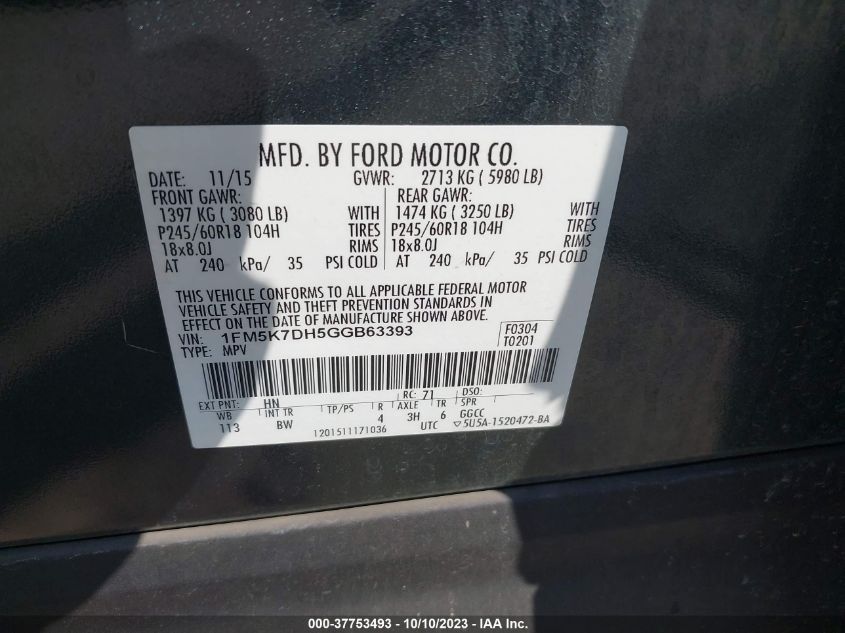 MFD. BY FORD MOTOR CO.
DATE: 11/15 GVWR: 2713 KG ( 5980 LB)
FRONT GAWR: REAR GAWR:
1397 KG ( 3080 LB) WITH 1474 KG ( 3250 LB) WITH
P245/60R18 104H TIRES P245/60R18 104H TIRES
18x8.0J RIMS 18x8.0J RIMS
AT 240 kPa/ 35 PSI COLD AT 240 kPa/ 35 PSI COLD
THIS VEHICLE CONFORMS TO ALL APPLICABLE FEDERAL MOTOR
VEHICLE SAFETY AND THEFT PREVENTION STANDARDS IN
EFFECT ON THE DATE OF MANUFACTURE SHOWN ABOVE.
VIN: 1FM5K7DH5GGB63393 F0304
TYPE: MPV T0201
EXT PNT: HN RC: 71 DSO:
WB INT TR TP/PS R AXLE TR SPR
113 BW 4 3H 6 GGCC
1201511171036 UTC ▽5U5A-1520472-BA
000-37753493 - 10/10/2023 - IAA Inc.